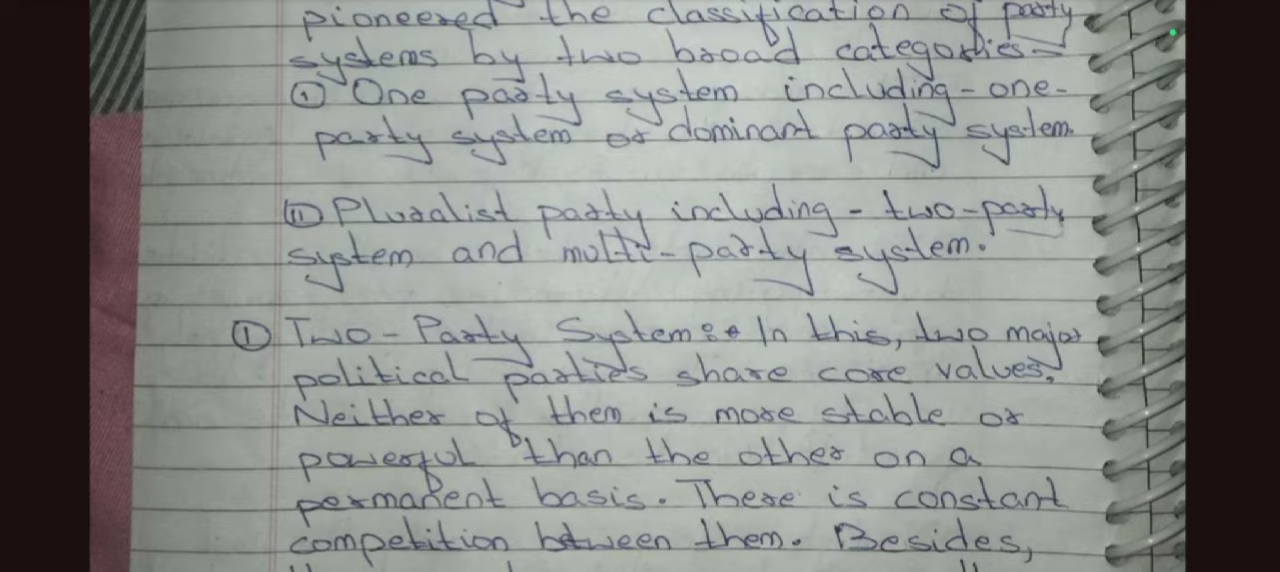 pioneered the classification of party
systems by two broad categories-
(i) One party system including - one-
party system or dominant party system.
(ii) Pluralist party including - two-party
system and multi-party system.
① Two-Party System:- In this, two major
political parties share core values.
Neither of them is more stable or
powerful than the other on a
permanent basis. There is constant
competition between them. Besides,